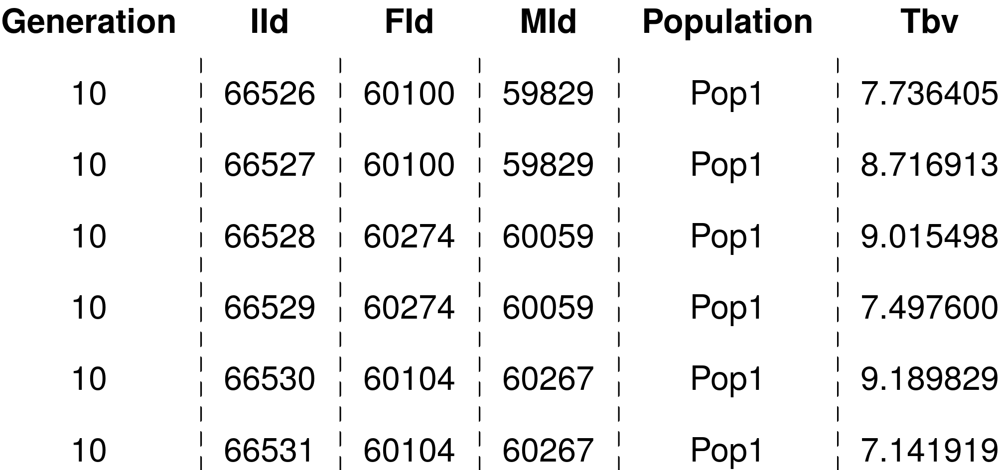 Generation IId FId MId Population Tbv
10 66526 60100 59829 Pop1 7.736405
10 66527 60100 59829 Pop1 8.716913
10 66528 60274 60059 Pop1 9.015498
10 66529 60274 60059 Pop1 7.497600
10 66530 60104 60267 Pop1 9.189829
10 66531 60104 60267 Pop1 7.141919